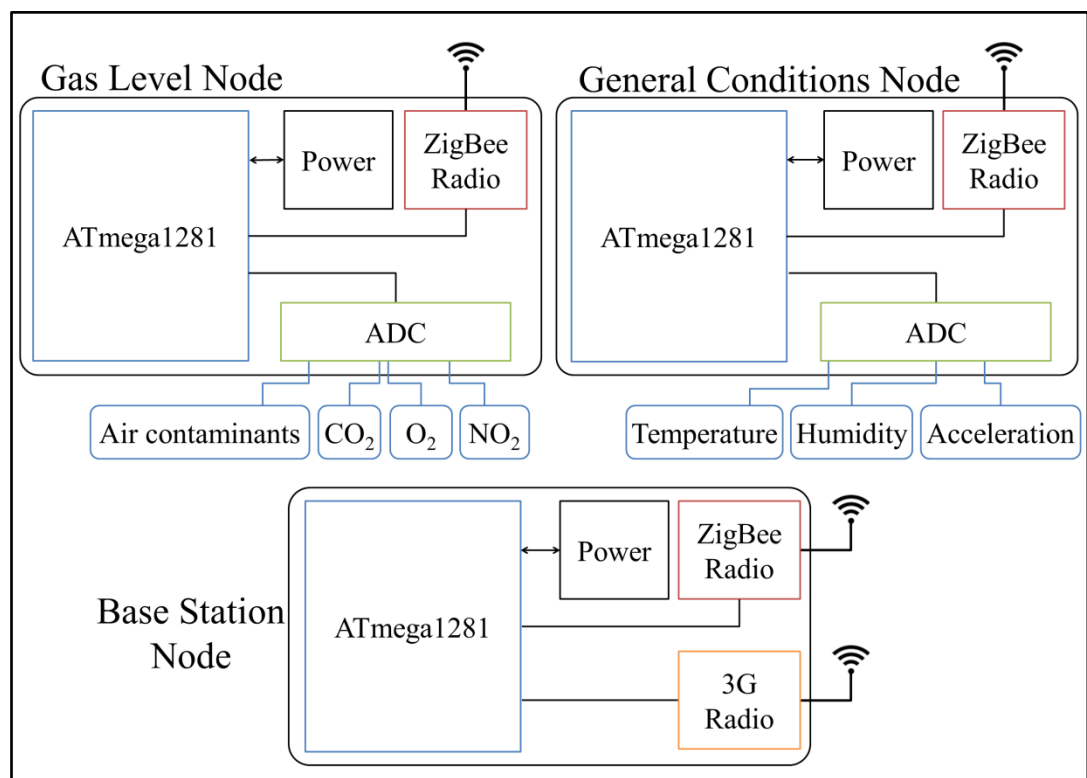 Gas Level Node
ATmega1281
Power
ZigBee
Radio
ADC
Air contaminants
CO₂
O₂
NO₂
General Conditions Node
ATmega1281
Power
ZigBee
Radio
ADC
Temperature
Humidity
Acceleration
Base Station
Node
ATmega1281
Power
ZigBee
Radio
3G
Radio